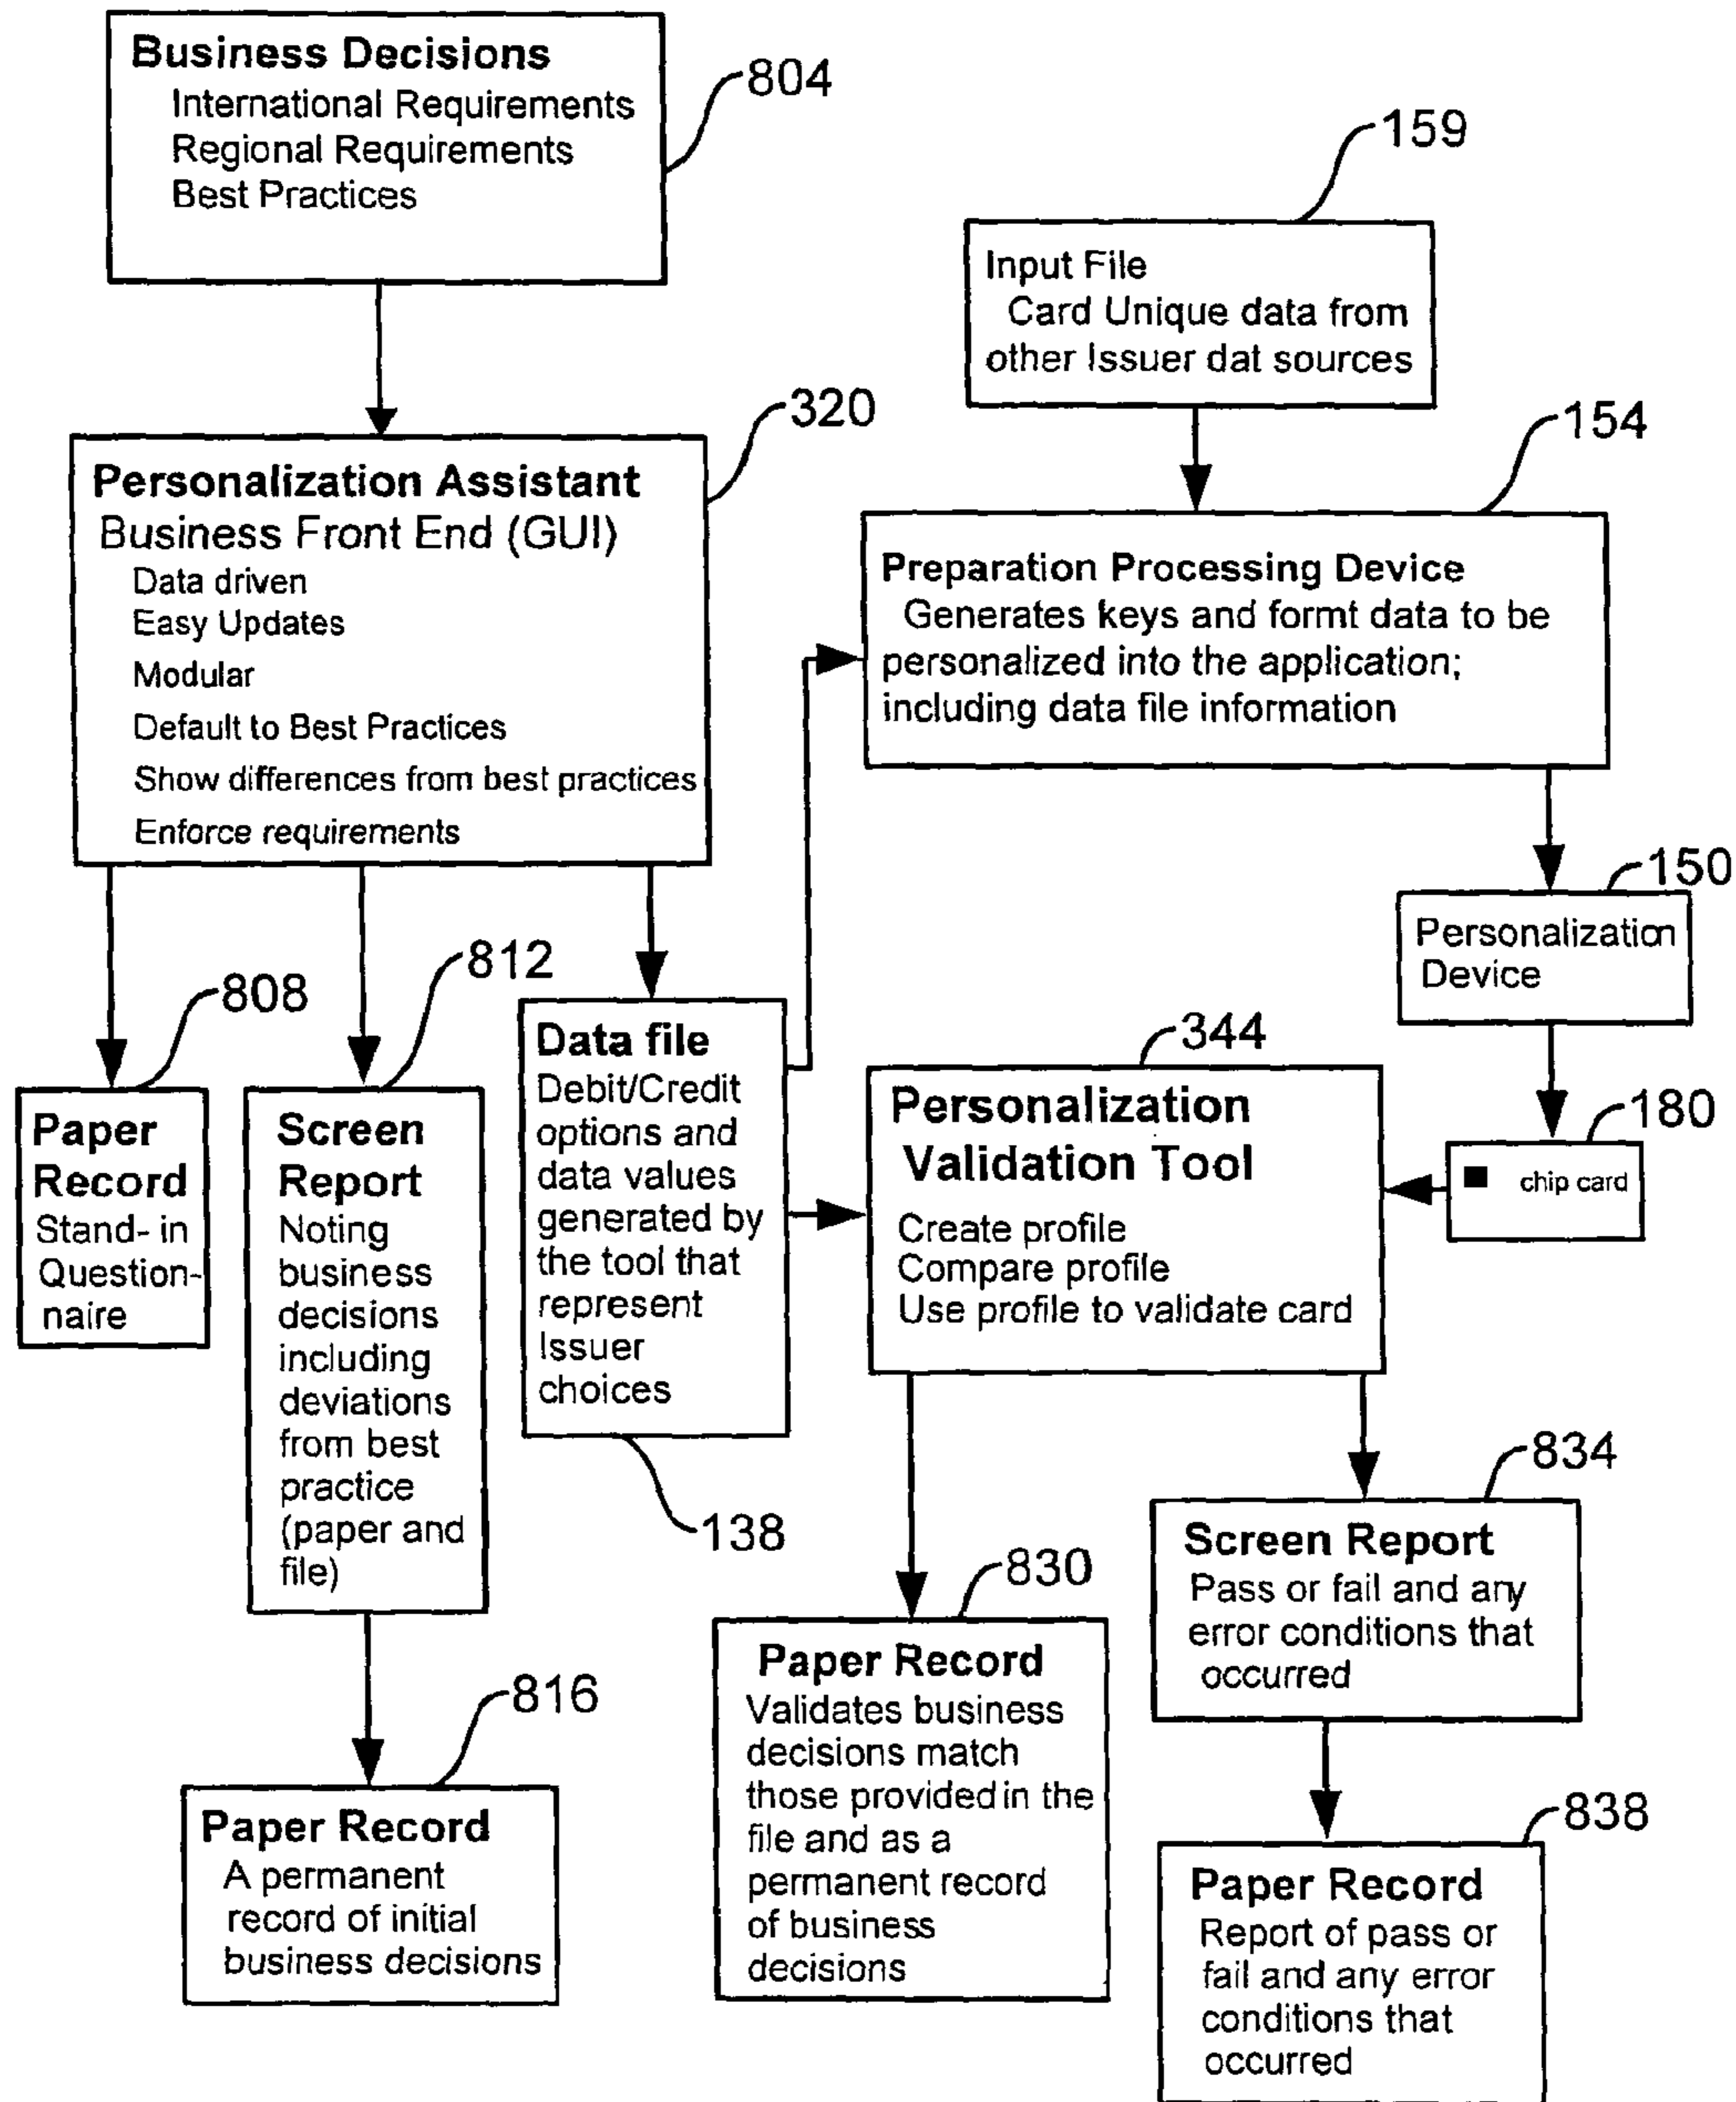 Business Decisions
International Requirements
Regional Requirements
Best Practices
804
159
Input File
Card Unique data from
other Issuer dat sources
320
Personalization Assistant
Business Front End (GUI)
Data driven
Easy Updates
Modular
Default to Best Practices
Show differences from best practices
Enforce requirements
154
Preparation Processing Device
Generates keys and formt data to be
personalized into the application;
including data file information
150
Personalization
Device
808
Paper
Record
Stand- in
Question-
naire
812
Screen
Report
Noting
business
decisions
including
deviations
from best
practice
(paper and
file)
Data file
Debit/Credit
options and
data values
generated by
the tool that
represent
Issuer
choices
138
344
Personalization
Validation Tool
Create profile
Compare profile
Use profile to validate card
180
chip card
816
Paper Record
A permanent
record of initial
business decisions
830
Paper Record
Validates business
decisions match
those provided in the
file and as a
permanent record
of business
decisions
834
Screen Report
Pass or fail and any
error conditions that
occurred
838
Paper Record
Report of pass or
fail and any error
conditions that
occurred